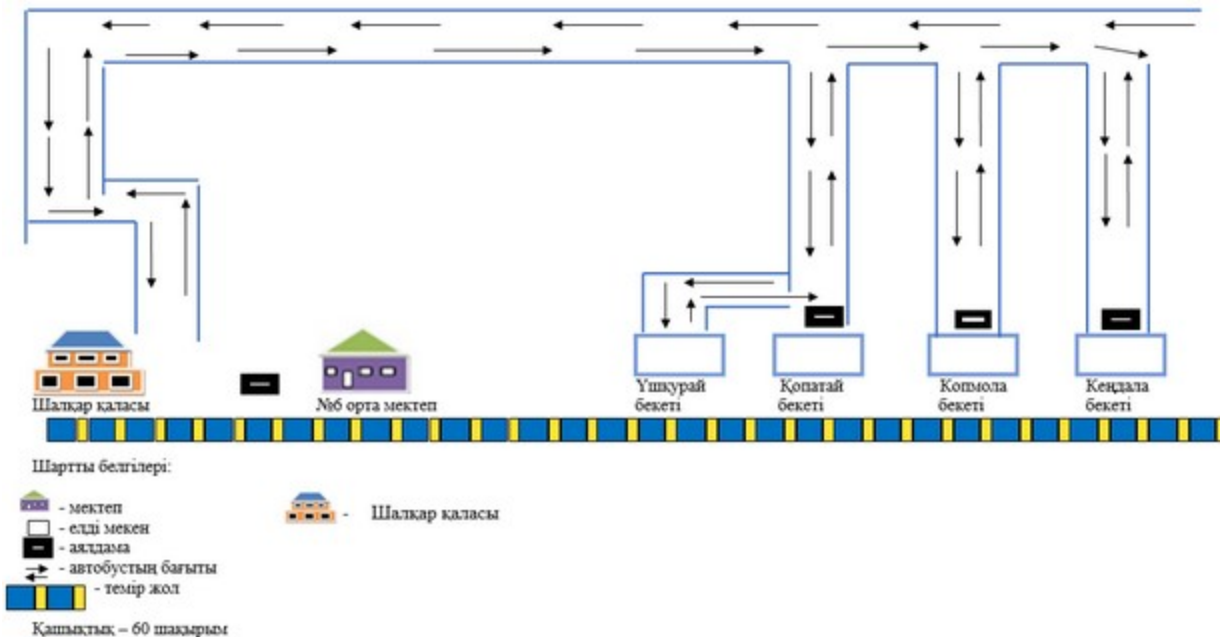 Шалқар қаласы
№6 орта мектеп
Үшқурай
бекеті
Қопатай
бекеті
Копмола
бекеті
Кеңдала
бекеті
Шартты белгілері:
- мектеп
- Шалқар қаласы
- елді мекен
- аялдама
- автобустың бағыты
- темір жол
Қашықтық – 60 шақырым